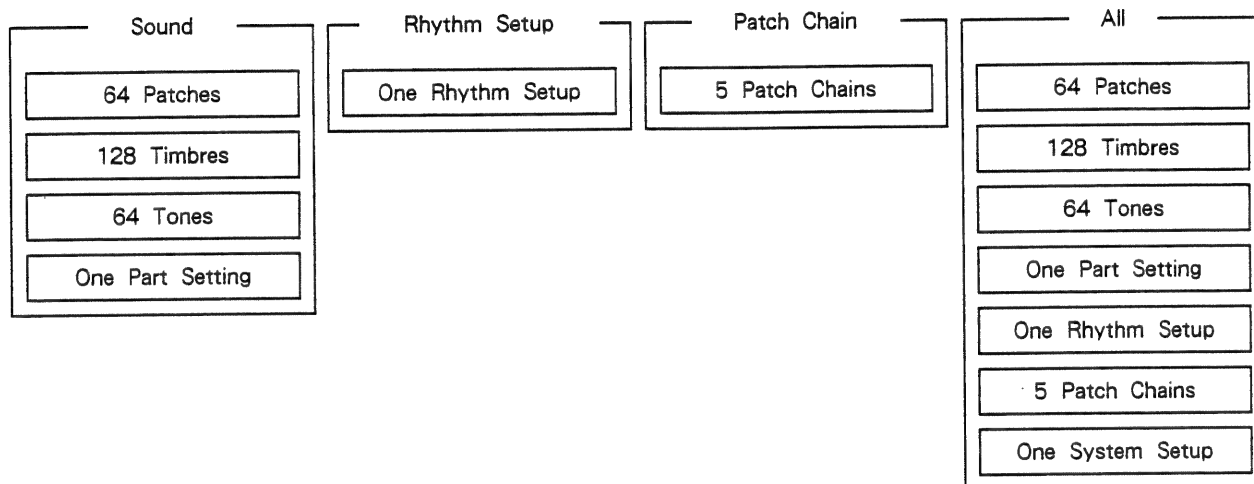 Sound
64 Patches
128 Timbres
64 Tones
One Part Setting
Rhythm Setup
One Rhythm Setup
Patch Chain
5 Patch Chains
All
64 Patches
128 Timbres
64 Tones
One Part Setting
One Rhythm Setup
5 Patch Chains
One System Setup